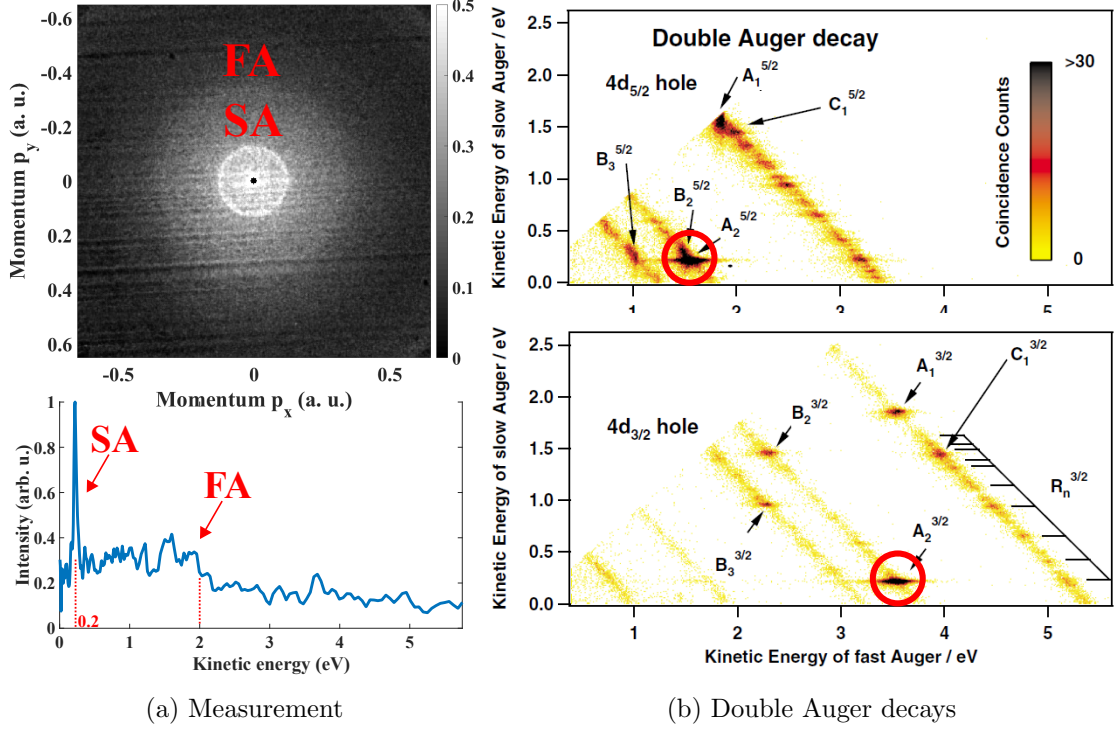 -0.6
-0.4
-0.2
0
0.2
0.4
0.6
Momentum p_y (a. u.)
FA
SA
0.5
0.4
0.3
0.2
0.1
0
-0.5
0
0.5
Momentum p_x (a. u.)
1
0.8
0.6
0.4
0.2
0
Intensity (arb. u.)
SA
FA
0.2
0
1
2
3
4
5
Kinetic energy (eV)
(a) Measurement
Kinetic Energy of slow Auger / eV
2.5
2.0
1.5
1.0
0.5
0.0
Double Auger decay
4d5/2 hole
A1 5/2
C1 5/2
B3 5/2
B2 5/2
A2 5/2
>30
0
Coincidence Counts
1
2
3
4
5
Kinetic Energy of slow Auger / eV
2.5
2.0
1.5
1.0
0.5
0.0
4d3/2 hole
A1 3/2
C1 3/2
B2 3/2
Rn 3/2
B3 3/2
A2 3/2
1
2
3
4
5
Kinetic Energy of fast Auger / eV
(b) Double Auger decays